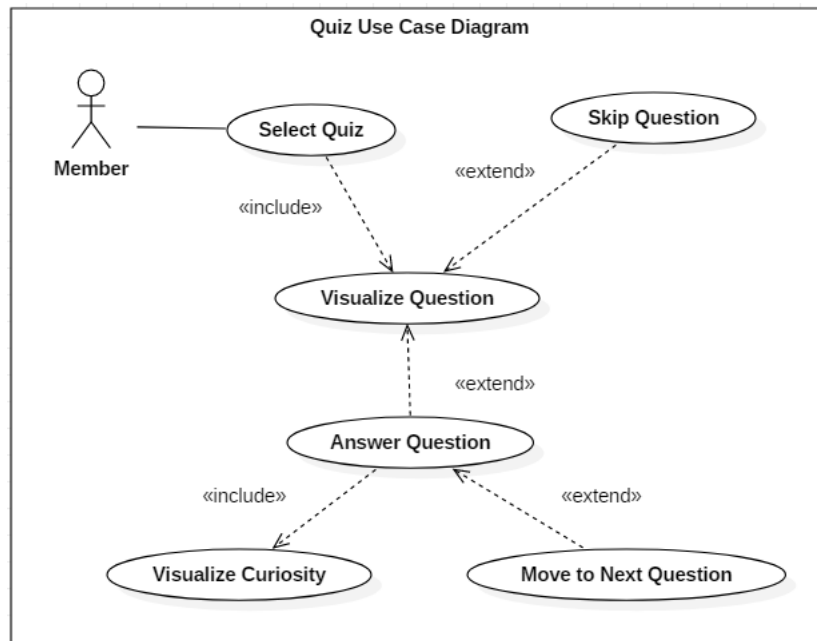 Quiz Use Case Diagram
Select Quiz
Skip Question
Member
«extend»
«include»
Visualize Question
«extend»
Answer Question
«include»
«extend»
Visualize Curiosity
Move to Next Question